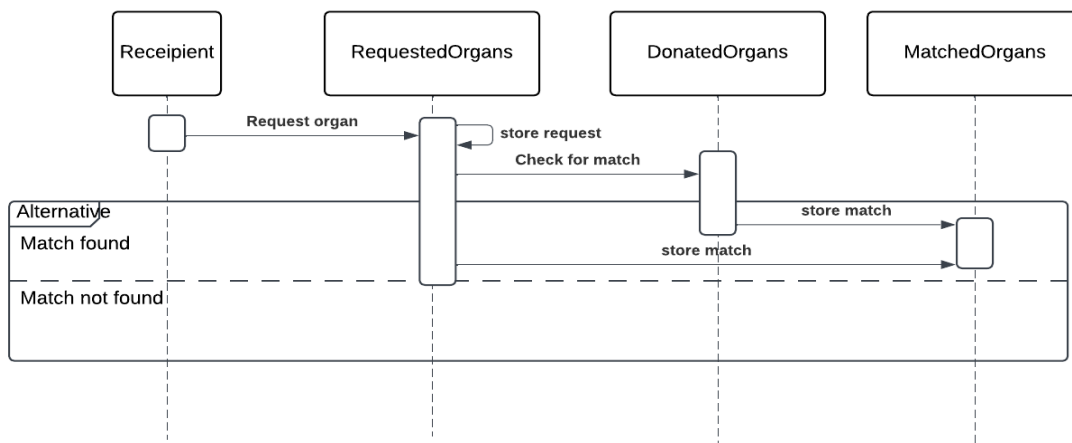 Receipient
RequestedOrgans
DonatedOrgans
MatchedOrgans
Request organ
store request
Check for match
Alternative
store match
Match found
store match
Match not found